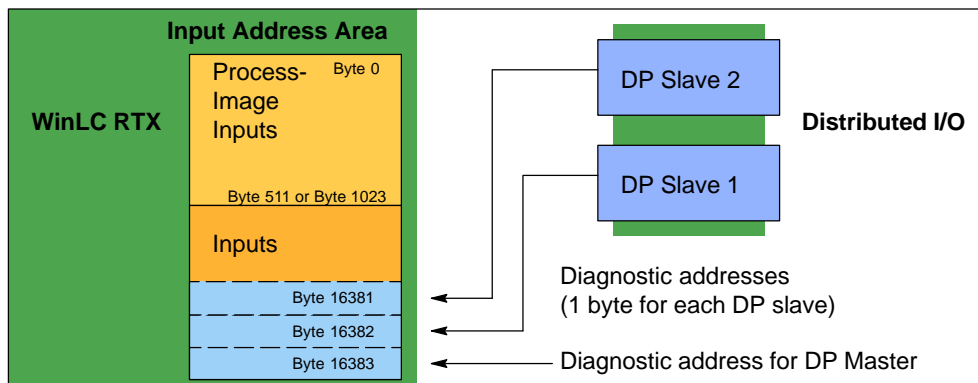 Input Address Area
Process-
Image
Inputs
Byte 0
WinLC RTX
Byte 511 or Byte 1023
Inputs
Byte 16381
Byte 16382
Byte 16383
DP Slave 2
Distributed I/O
DP Slave 1
Diagnostic addresses
(1 byte for each DP slave)
Diagnostic address for DP Master